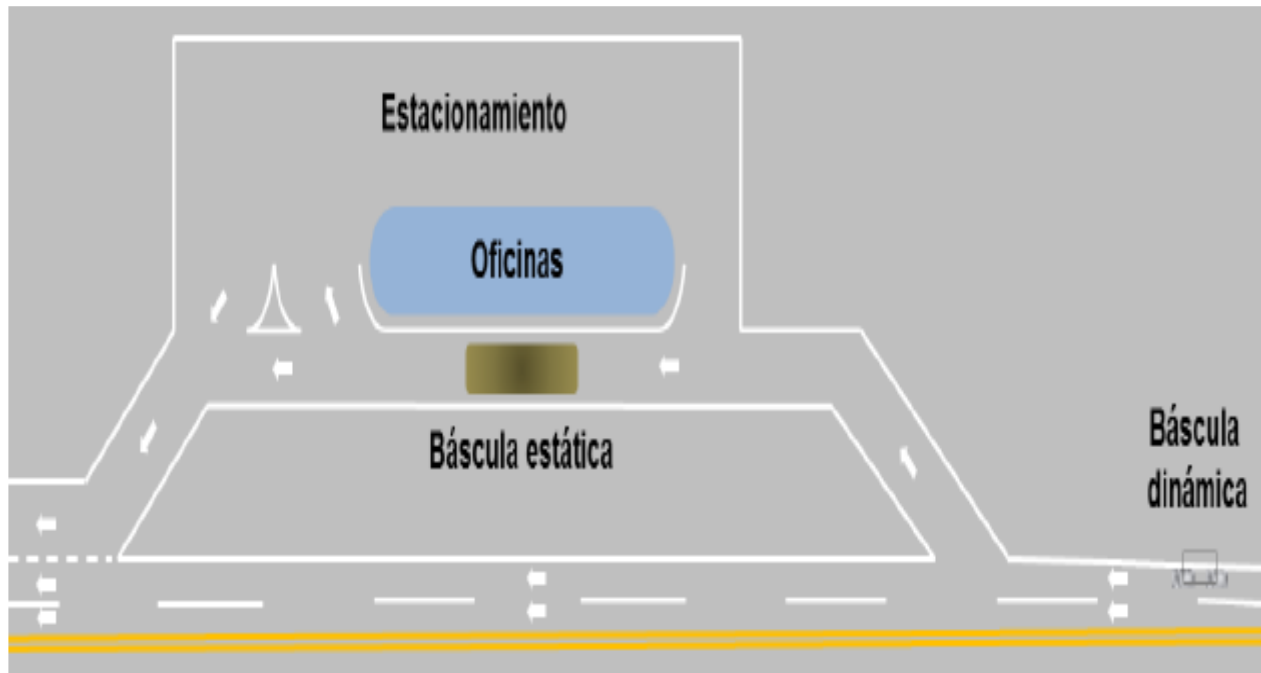 Estacionamiento
Oficinas
Báscula estática
Báscula
dinámica